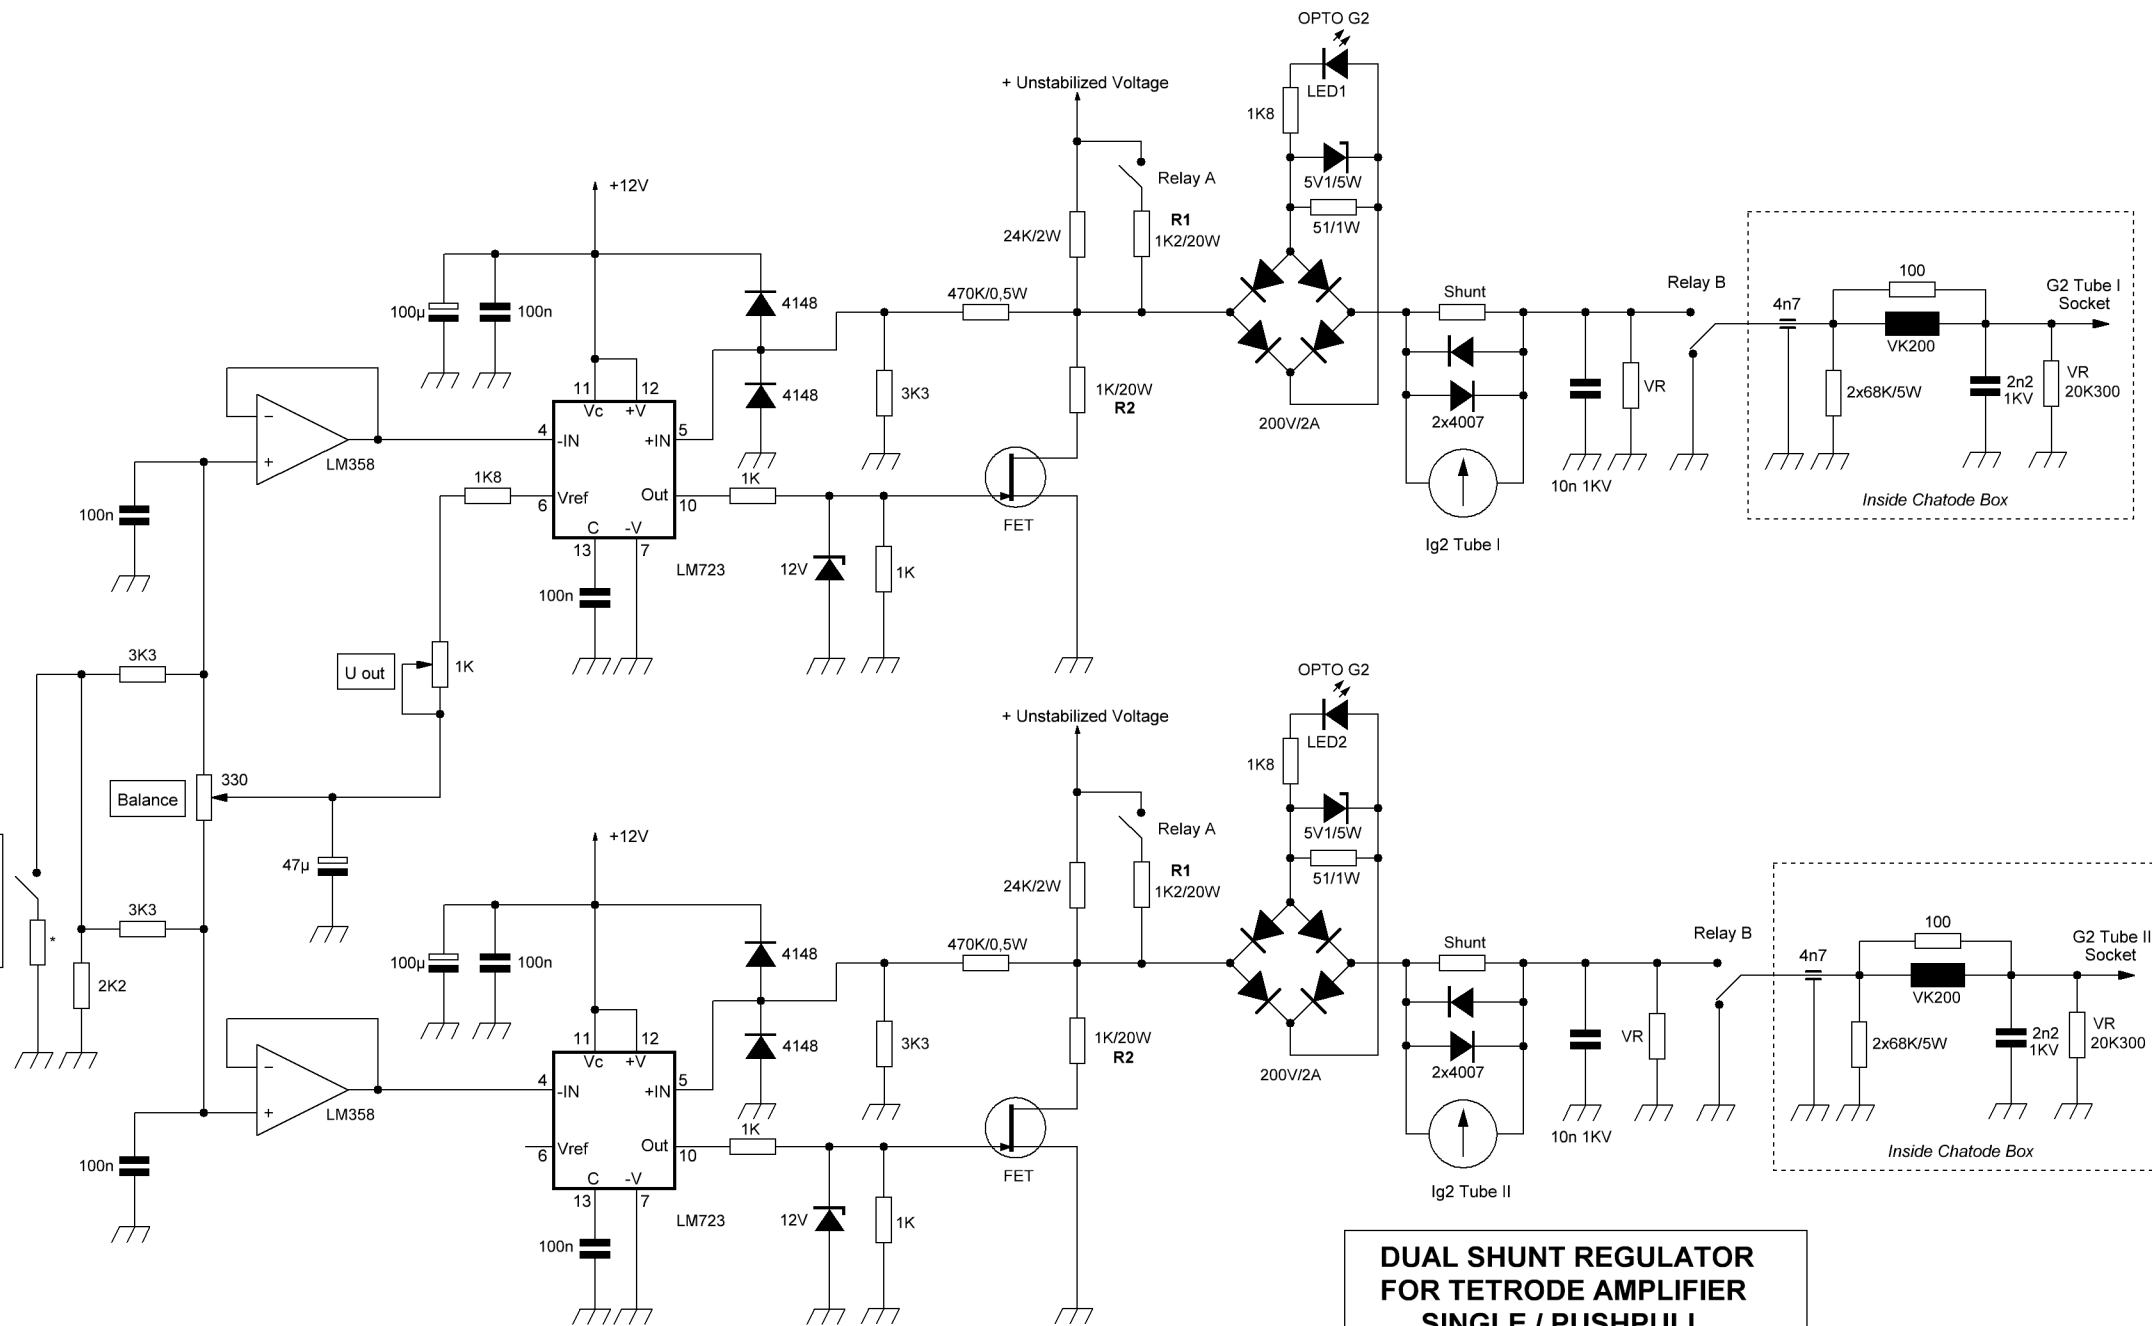 OPTO G2
+ Unstabilized Voltage
LED1
1K8
+12V
Relay A
5V1/5W
R1
51/1W
24K/2W
1K2/20W
100
G2 Tube I
Socket
Relay B
4n7
470K/0,5W
Shunt
4148
100µ
100n
VK200
11
12
Vc
+V
4148
3K3
1K/20W
R2
200V/2A
2x4007
VR
2x68K/5W
2n2
1KV
VR
20K300
4
-IN
+IN
5
−
+
LM358
1K8
1K
10n 1KV
Inside Chatode Box
100n
6
Vref
Out
10
FET
C
-V
13
7
Ig2 Tube I
LM723
12V
1K
100n
3K3
U out
1K
OPTO G2
+ Unstabilized Voltage
LED2
1K8
330
Balance
+12V
Relay A
5V1/5W
47µ
R1
51/1W
24K/2W
1K2/20W
3K3
*
100
Relay B
G2 Tube II
Socket
470K/0,5W
Shunt
4n7
4148
100µ
100n
2K2
VK200
11
12
Vc
+V
4148
3K3
1K/20W
R2
200V/2A
2x4007
VR
2x68K/5W
2n2
1KV
VR
20K300
4
-IN
+IN
5
−
+
LM358
1K
10n 1KV
Inside Chatode Box
100n
6
Vref
Out
10
FET
C
-V
13
7
Ig2 Tube II
LM723
12V
1K
100n
DUAL SHUNT REGULATOR
FOR TETRODE AMPLIFIER
SINGLE / PUSHPULL